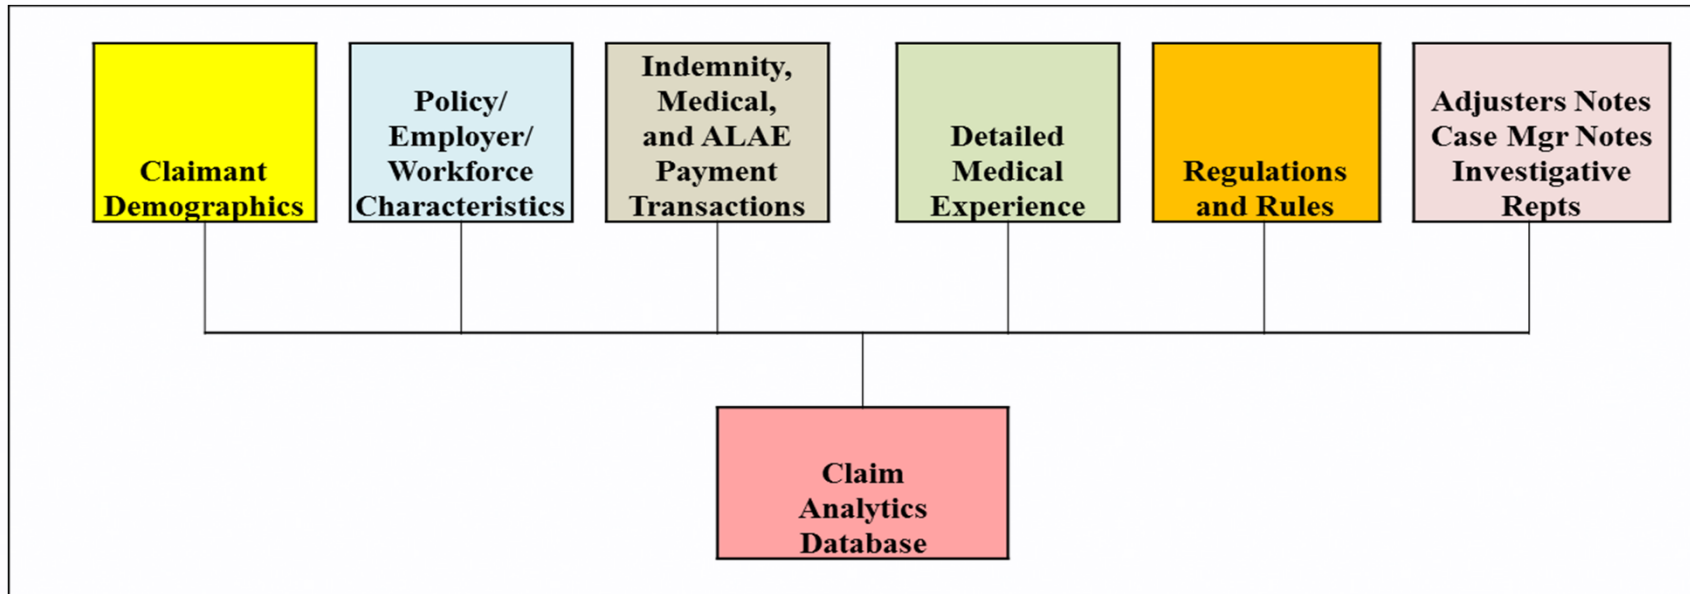 Claimant
Demographics
Policy/
Employer/
Workforce
Characteristics
Indemnity,
Medical,
and ALAE
Payment
Transactions
Detailed
Medical
Experience
Regulations
and Rules
Adjusters Notes
Case Mgr Notes
Investigative
Repts
Claim
Analytics
Database